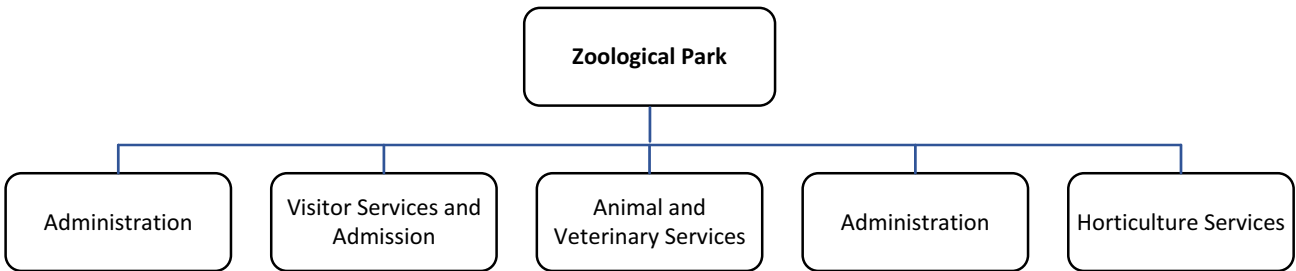 Zoological Park
Administration
Visitor Services and
Admission
Animal and
Veterinary Services
Administration
Horticulture Services